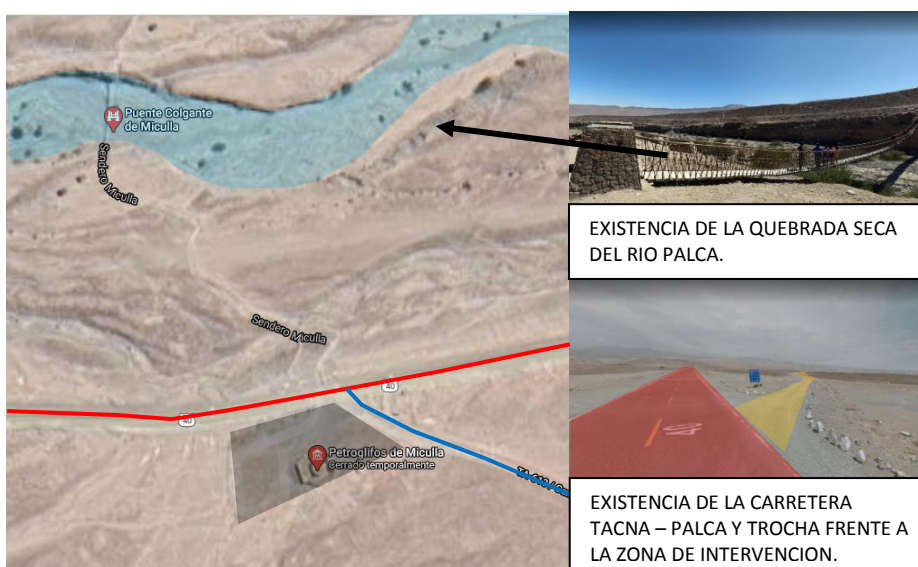 Puente Colgante
de Miculla
Sendero Miculla
Sendero Miculla
40
40
Petroglifos de Miculla
Cerrado temporalmente
EXISTENCIA DE LA QUEBRADA SECA
DEL RIO PALCA.
40
EXISTENCIA DE LA CARRETERA
TACNA – PALCA Y TROCHA FRENTE A
LA ZONA DE INTERVENCION.